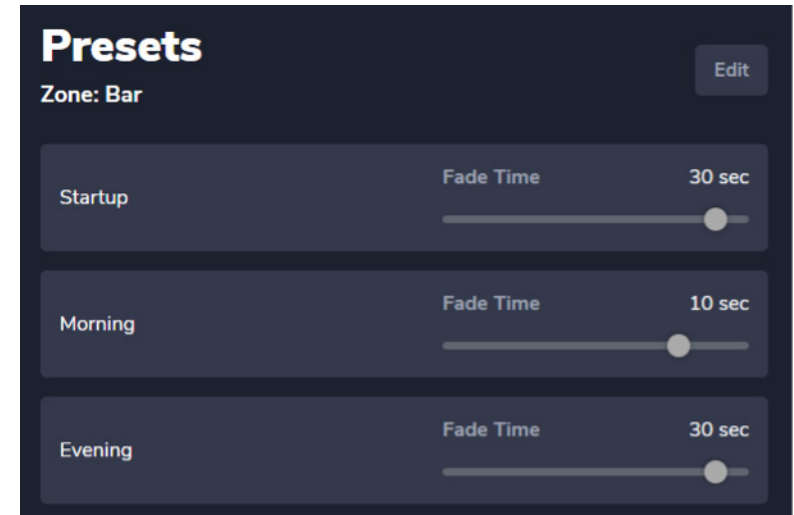 Presets
Edit
Zone: Bar
Startup
Fade Time
30 sec
Morning
Fade Time
10 sec
Evening
Fade Time
30 sec